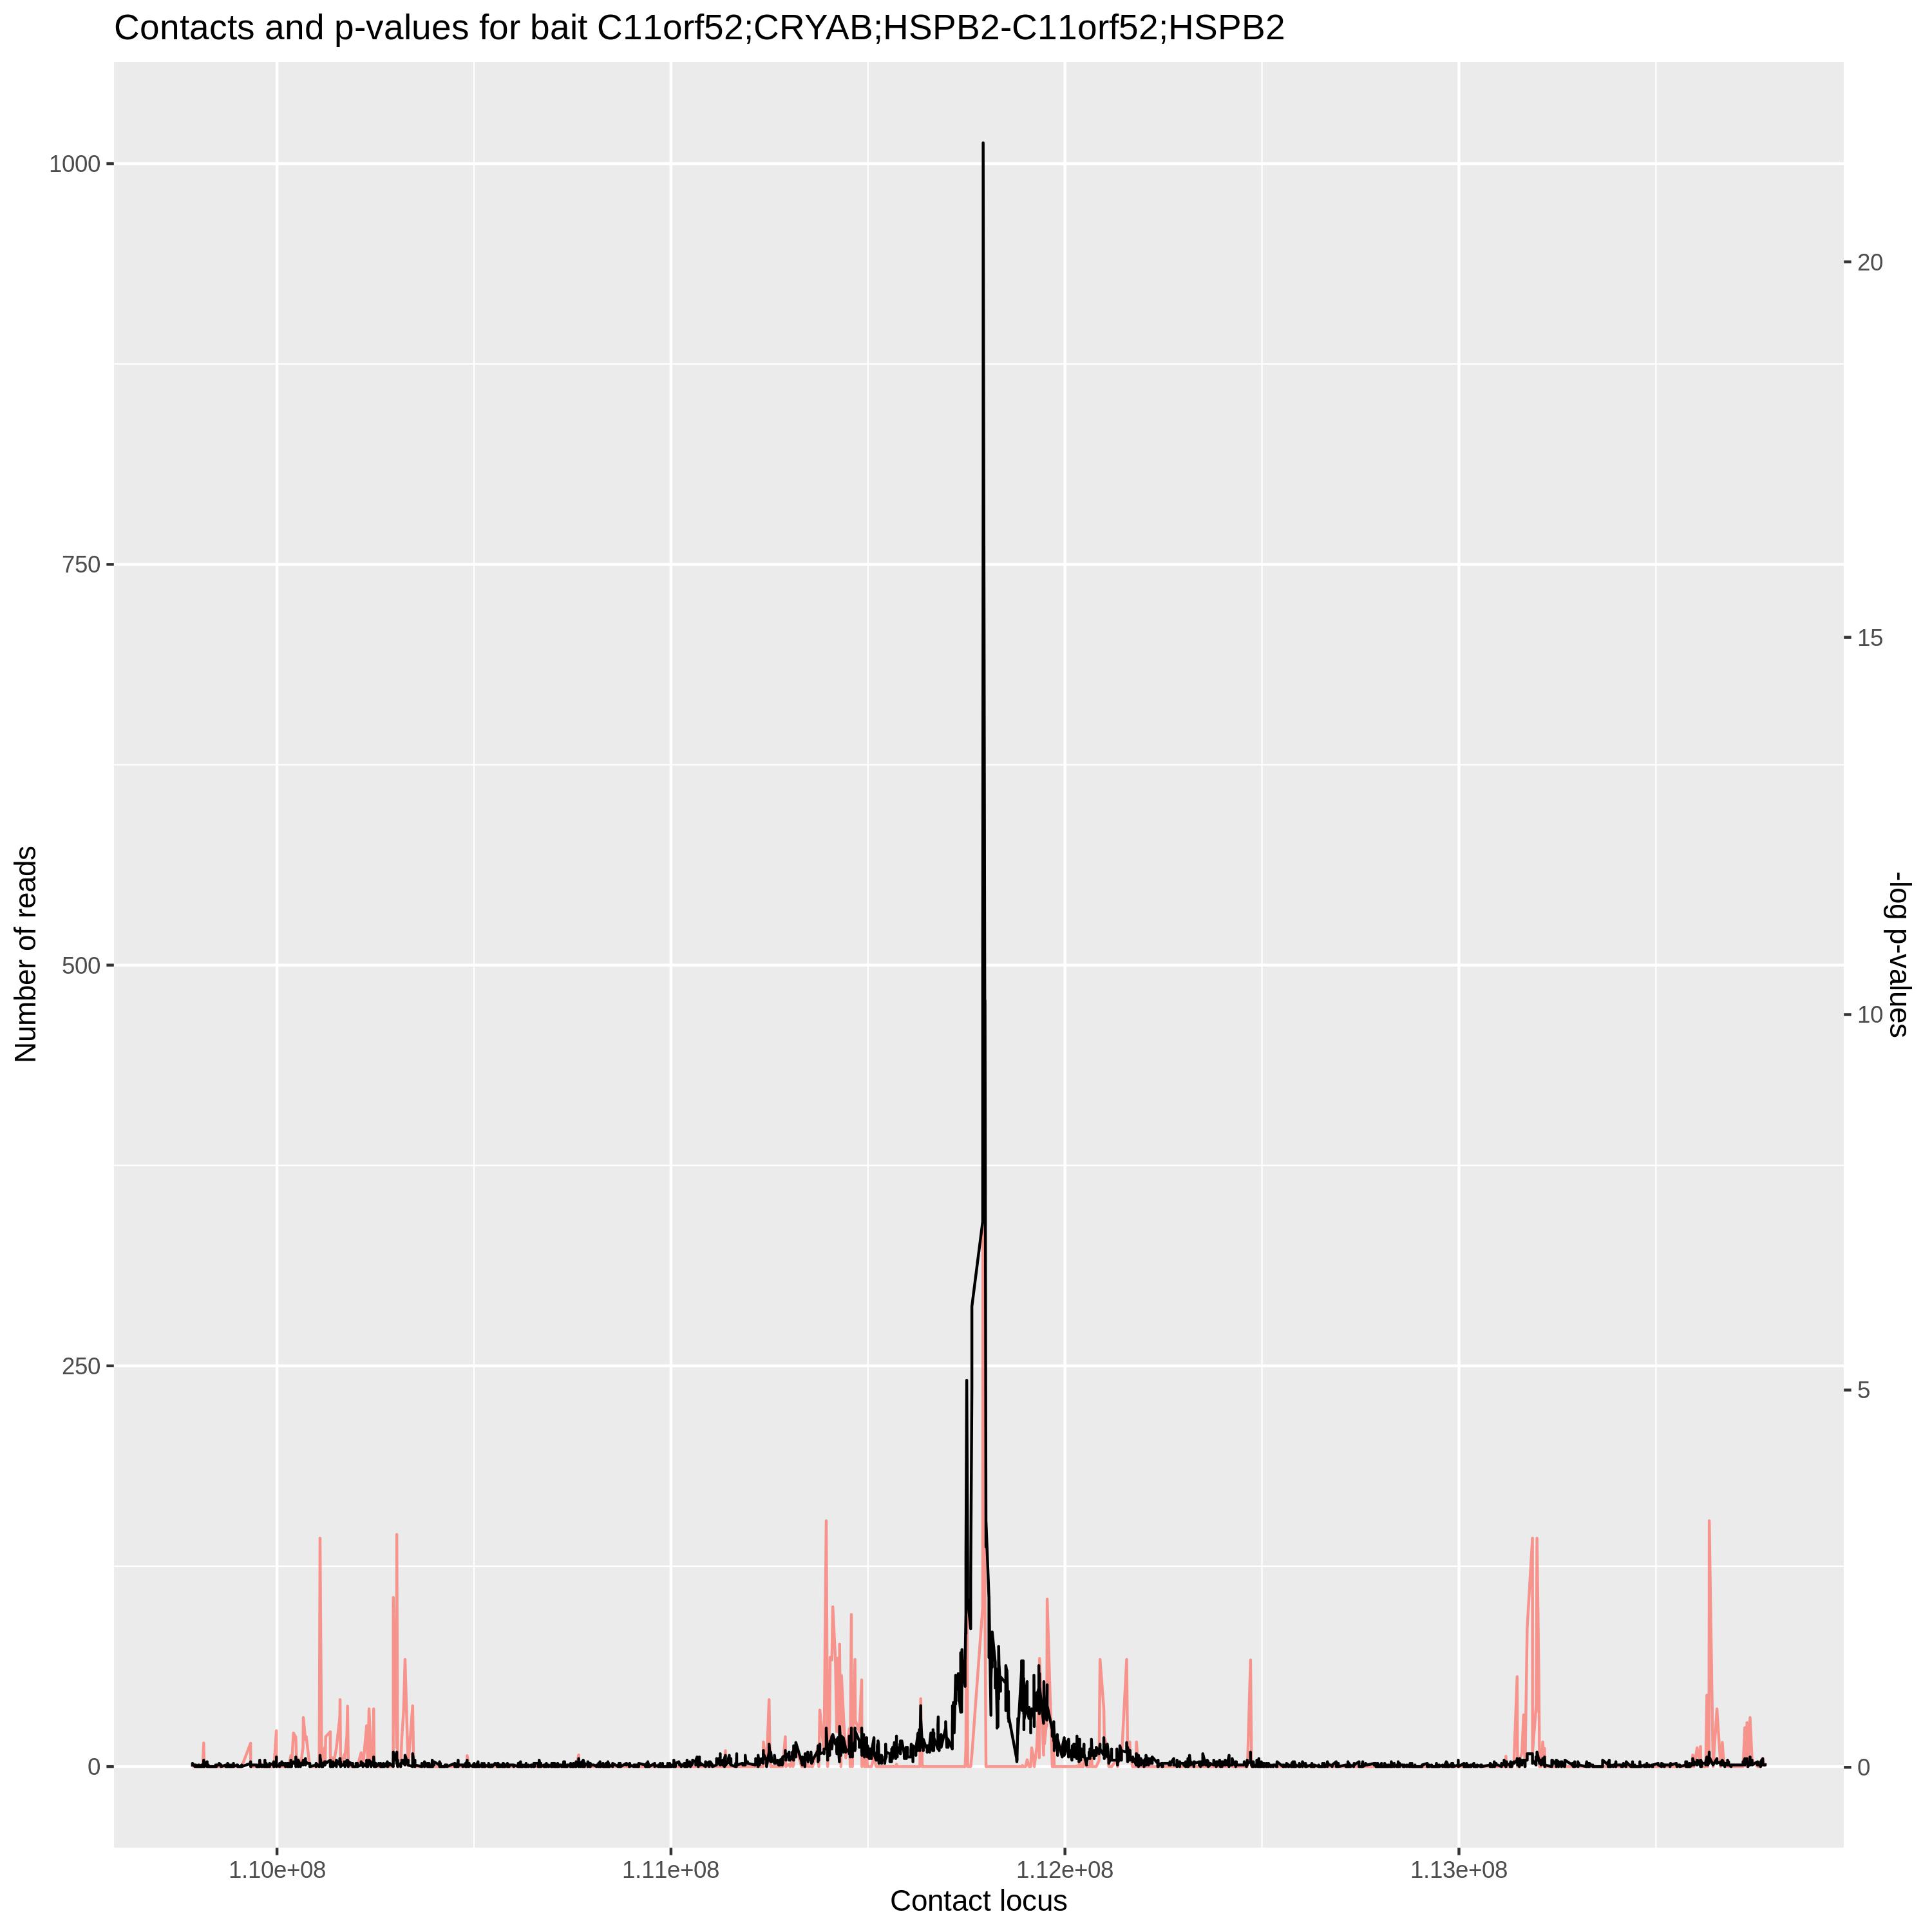 Contacts and p-values for bait C11orf52;CRYAB;HSPB2-C11orf52;HSPB2
1000
750
500
250
0
Number of reads
20
15
10
5
0
-log p-values
1.10e+08
1.11e+08
1.12e+08
1.13e+08
Contact locus